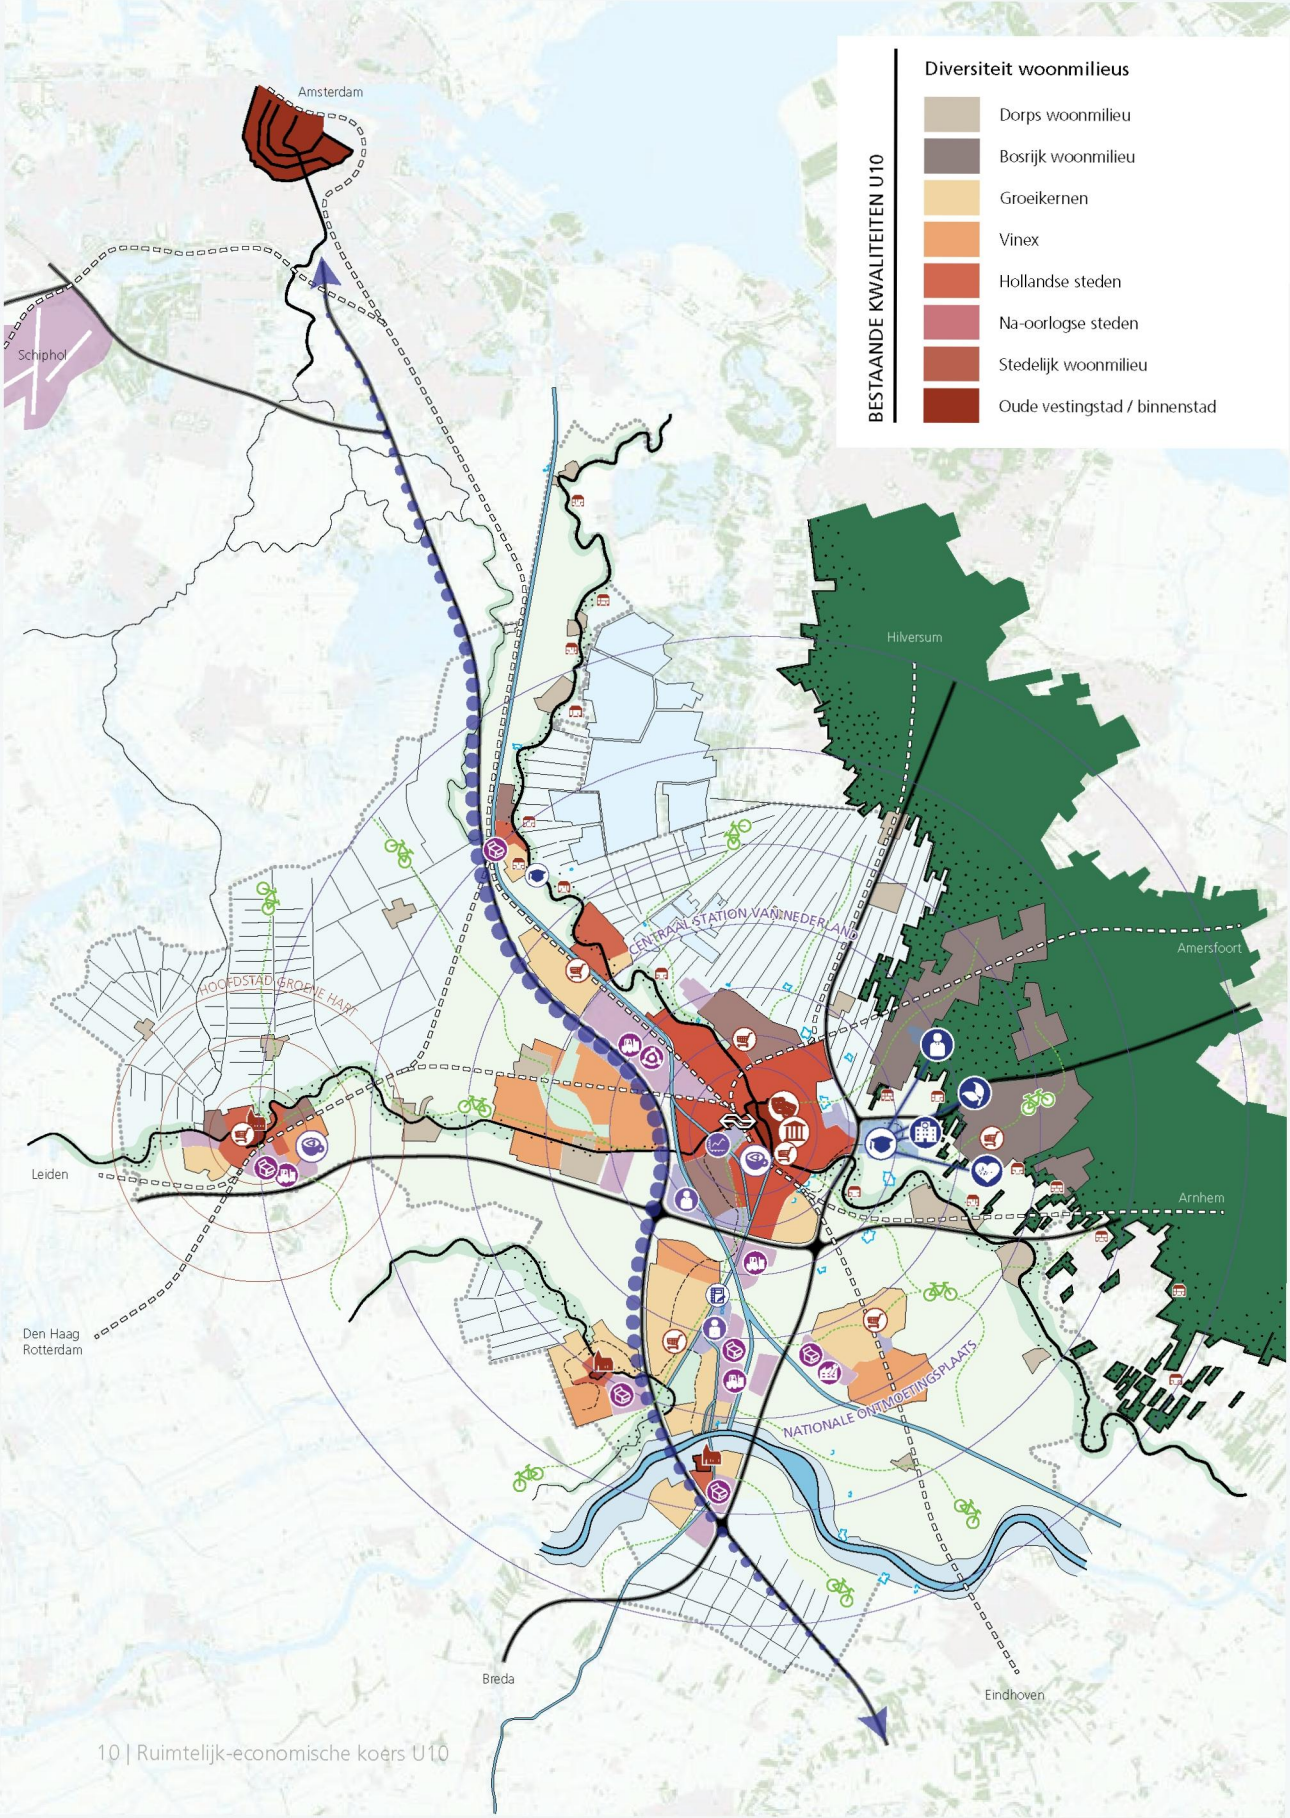 Amsterdam
Diversiteit woonmilieus
Dorps woonmilieu
Bosrijk woonmilieu
Groeikernen
Vinex
Hollandse steden
Na-oorlogse steden
Stedelijk woonmilieu
Oude vestingstad / binnenstad
BESTAANDE KWALITEITEN U10
Schiphol
Hilversum
CENTRAAL STATION VAN NEDERLAND
Amersfoort
HOOFDSTAD GROENE HART
Leiden
Arnhem
Den Haag
Rotterdam
NATIONALE ONTMOETINGSPLAATS
Breda
Eindhoven
10 | Ruimtelijk-economische koers U10